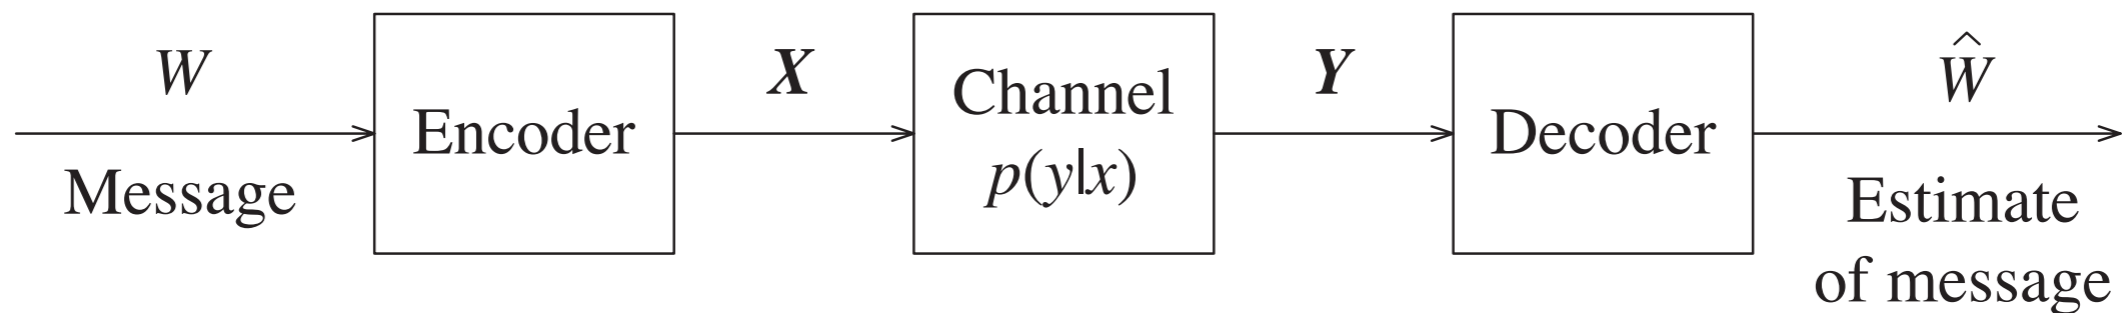 W
Message
Encoder
X
Channel
p(y|x)
Y
Decoder
Ŵ
Estimate
of message